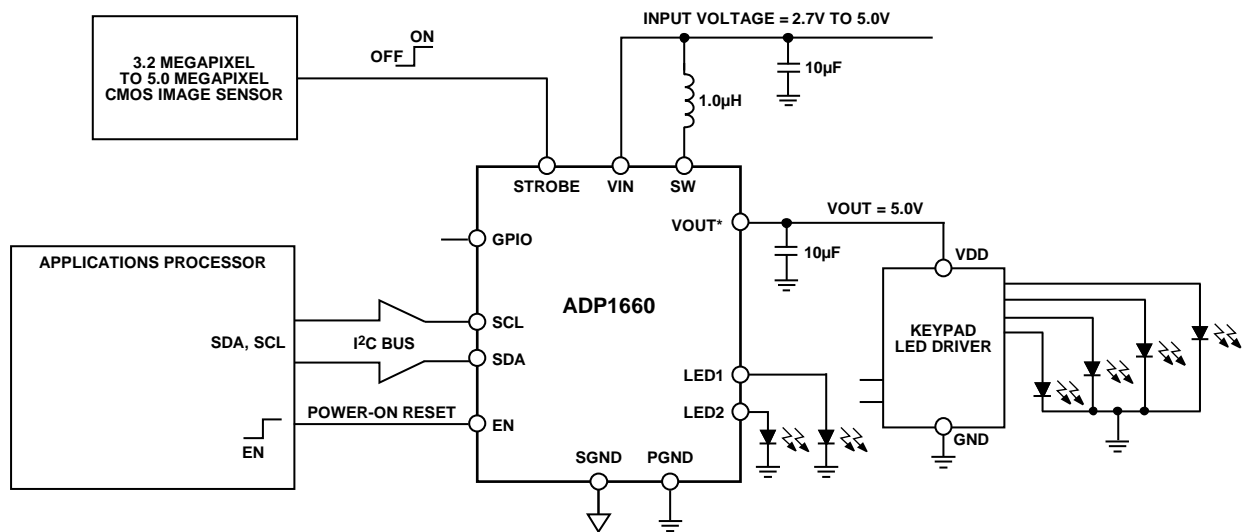 INPUT VOLTAGE = 2.7V TO 5.0V
ON
OFF
3.2 MEGAPIXEL
TO 5.0 MEGAPIXEL
CMOS IMAGE SENSOR
10µF
1.0µH
STROBE
VIN
SW
VOUT*
VOUT = 5.0V
GPIO
10µF
VDD
APPLICATIONS PROCESSOR
ADP1660
SCL
SDA, SCL
I²C BUS
SDA
KEYPAD
LED DRIVER
LED1
LED2
POWER-ON RESET
EN
EN
GND
SGND
PGND